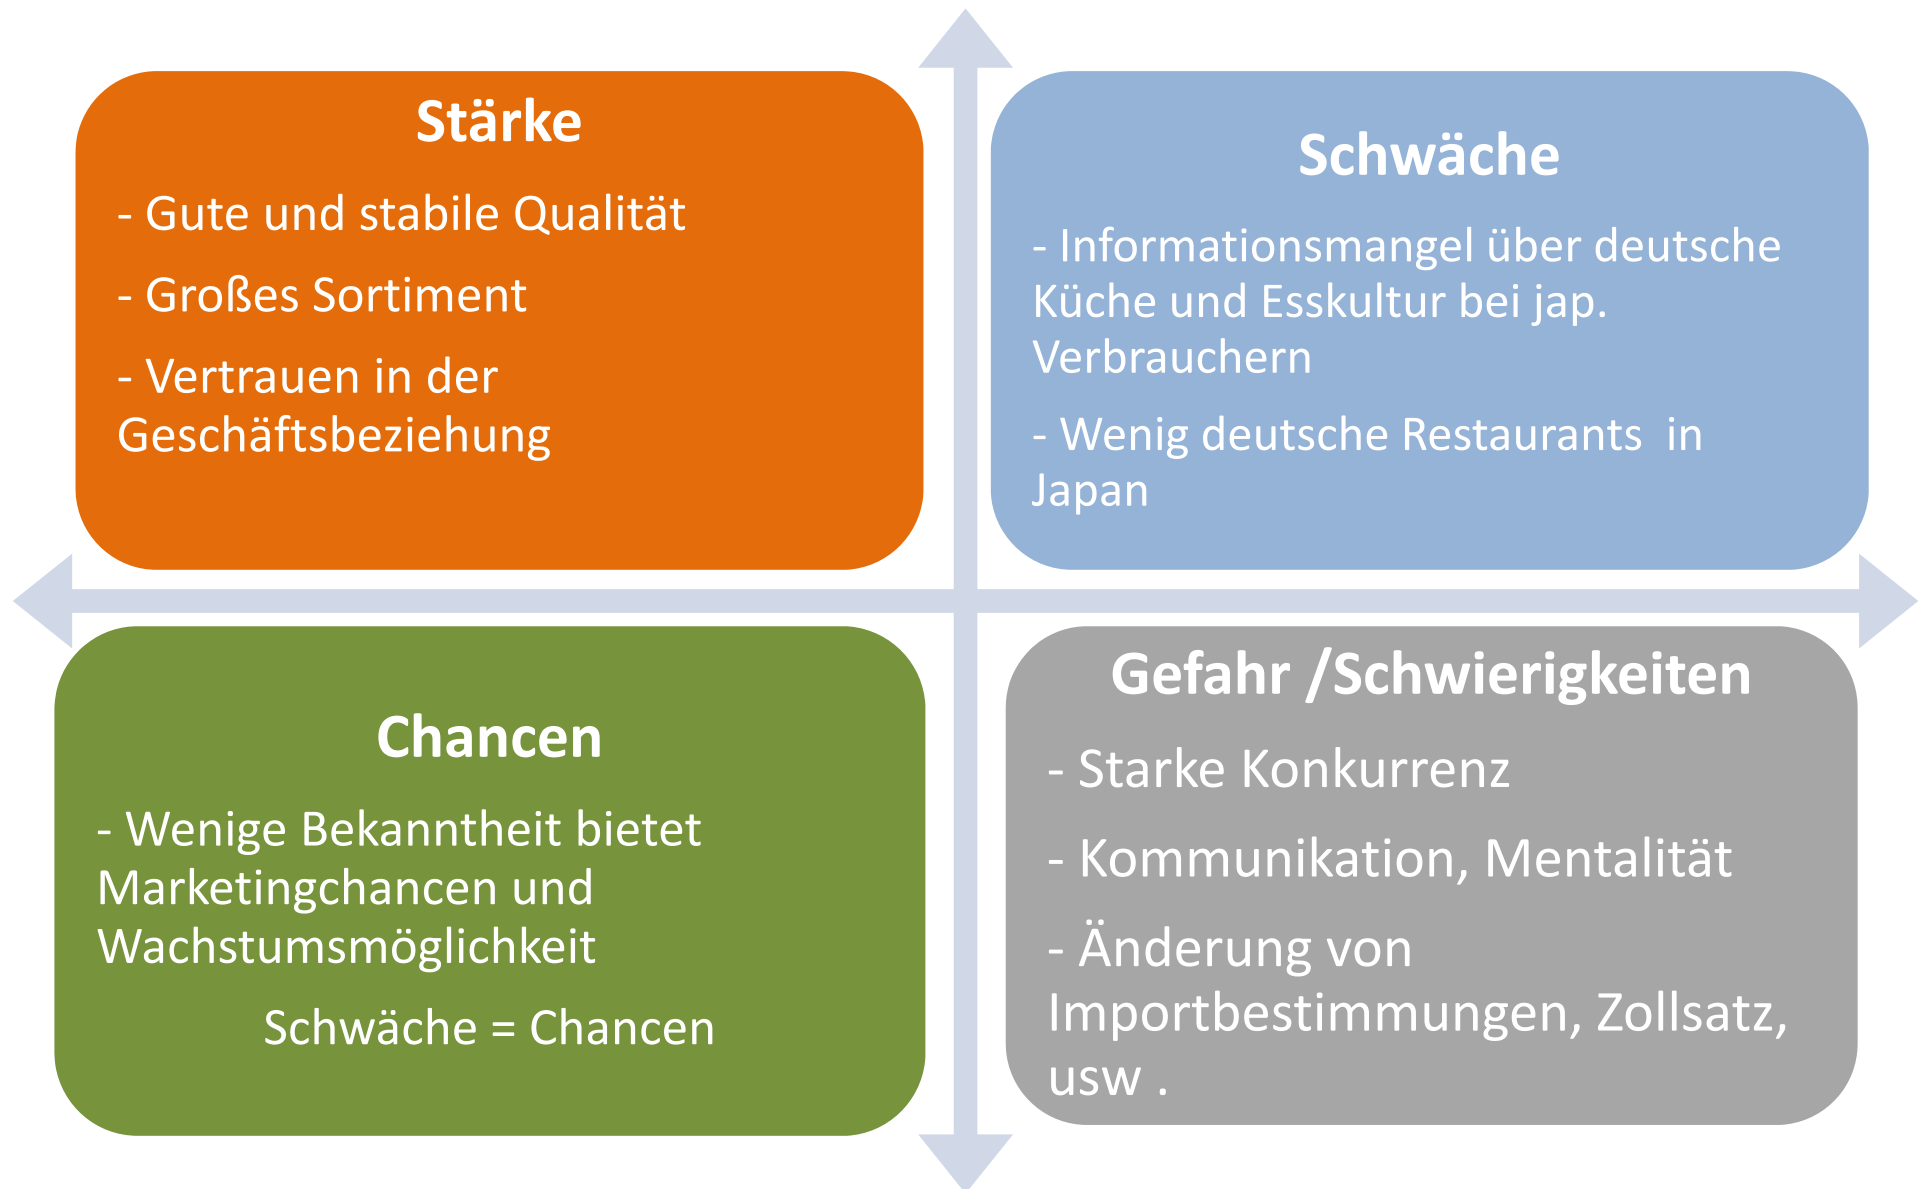 Stärke
- Gute und stabile Qualität
- Großes Sortiment
- Vertrauen in der
Geschäftsbeziehung
Schwäche
- Informationsmangel über deutsche
Küche und Esskultur bei jap.
Verbrauchern
- Wenig deutsche Restaurants  in
Japan
Chancen
- Wenige Bekanntheit bietet
Marketingchancen und
Wachstumsmöglichkeit
Schwäche = Chancen
Gefahr /Schwierigkeiten
- Starke Konkurrenz
- Kommunikation, Mentalität
- Änderung von
Importbestimmungen, Zollsatz,
usw .